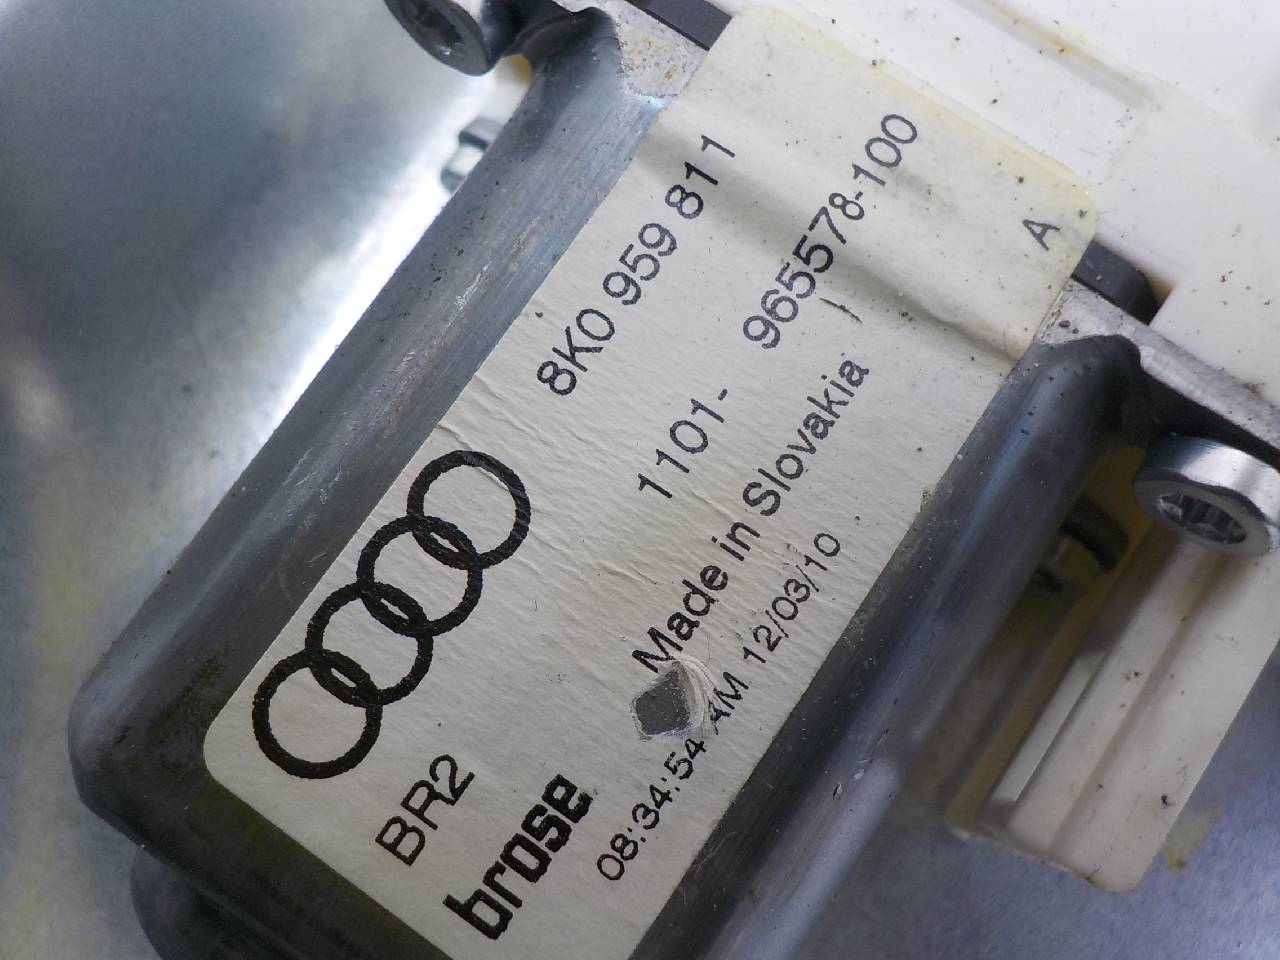 8K0 959 811
1101- 965578-100
A
Made in Slovakia
BR2
brose
08:34:54 AM 12/03/10